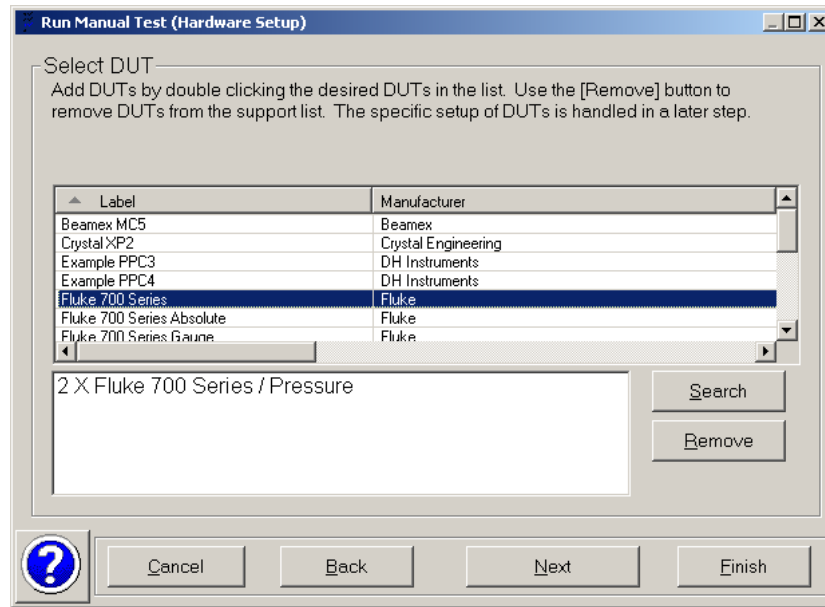 Run Manual Test (Hardware Setup)
Select DUT
Add DUTs by double clicking the desired DUTs in the list. Use the [Remove] button to
remove DUTs from the support list. The specific setup of DUTs is handled in a later step.
Label Manufacturer
Beamex MC5 Beamex
Crystal XP2 Crystal Engineering
Example PPC3 DH Instruments
Example PPC4 DH Instruments
Fluke 700 Series Fluke
Fluke 700 Series Absolute Fluke
Fluke 700 Series Gauge Fluke
2 X Fluke 700 Series / Pressure
Search
Remove
Cancel Back Next Finish